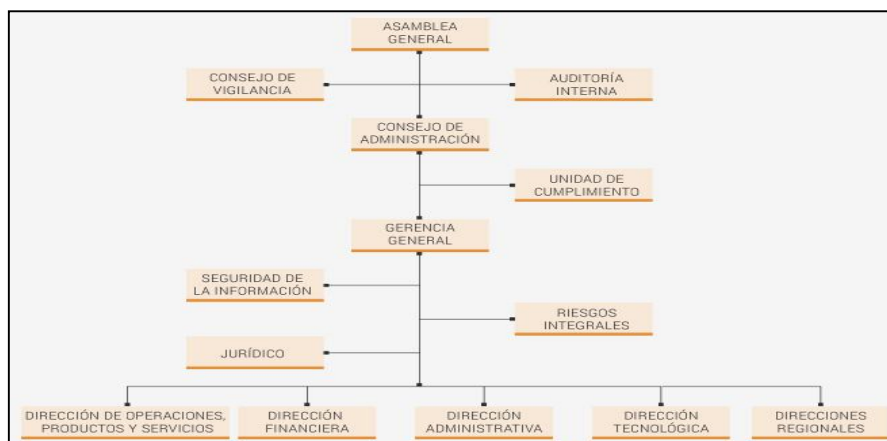 ASAMBLEA
GENERAL
CONSEJO DE
VIGILANCIA
AUDITORÍA
INTERNA
CONSEJO DE
ADMINISTRACIÓN
UNIDAD DE
CUMPLIMIENTO
GERENCIA
GENERAL
SEGURIDAD DE
LA INFORMACIÓN
RIESGOS
INTEGRALES
JURÍDICO
DIRECCIÓN DE OPERACIONES,
PRODUCTOS Y SERVICIOS
DIRECCIÓN
FINANCIERA
DIRECCIÓN
ADMINISTRATIVA
DIRECCIÓN
TECNOLÓGICA
DIRECCIONES
REGIONALES